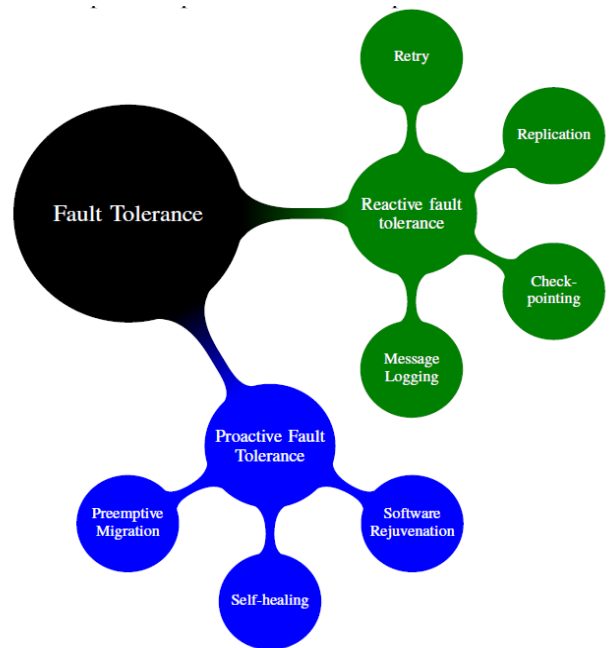 Retry
Replication
Fault Tolerance
Reactive fault
tolerance
Check-
pointing
Message
Logging
Proactive Fault
Tolerance
Preemptive
Migration
Software
Rejuvenation
Self-healing